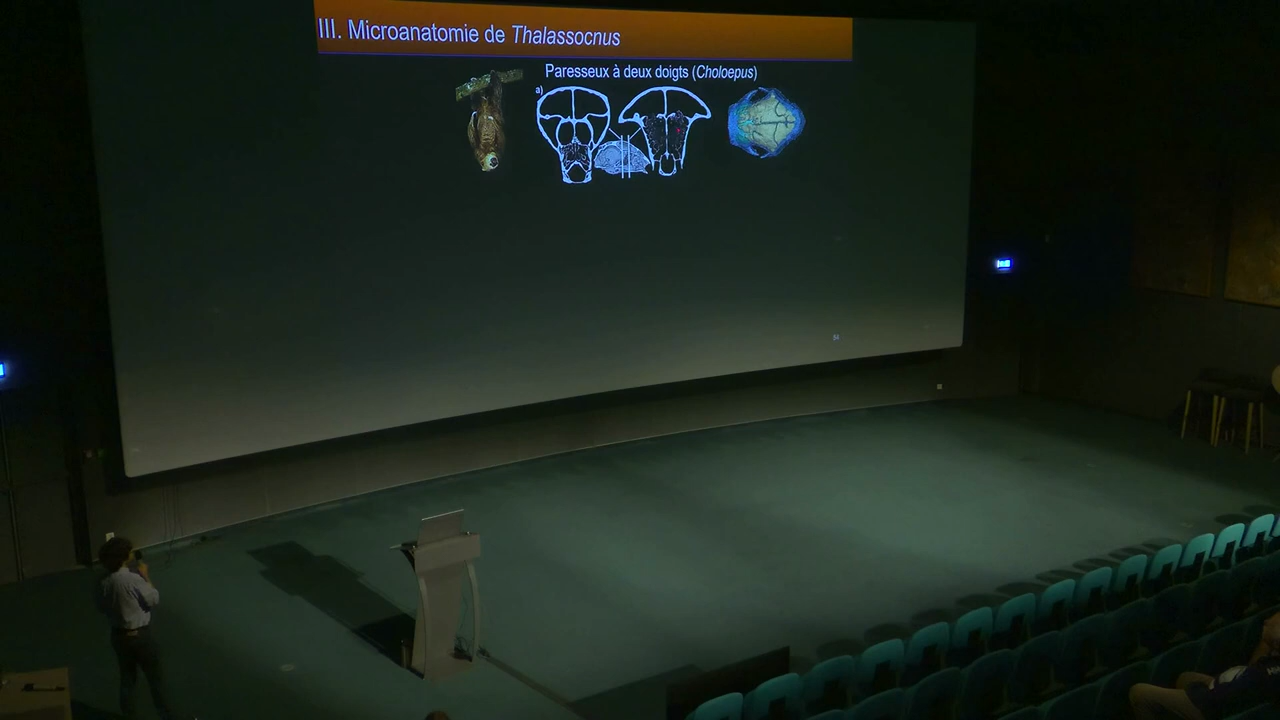 III. Microanatomie de Thalassocnus
Paresseux à deux doigts (Choloepus)
a)